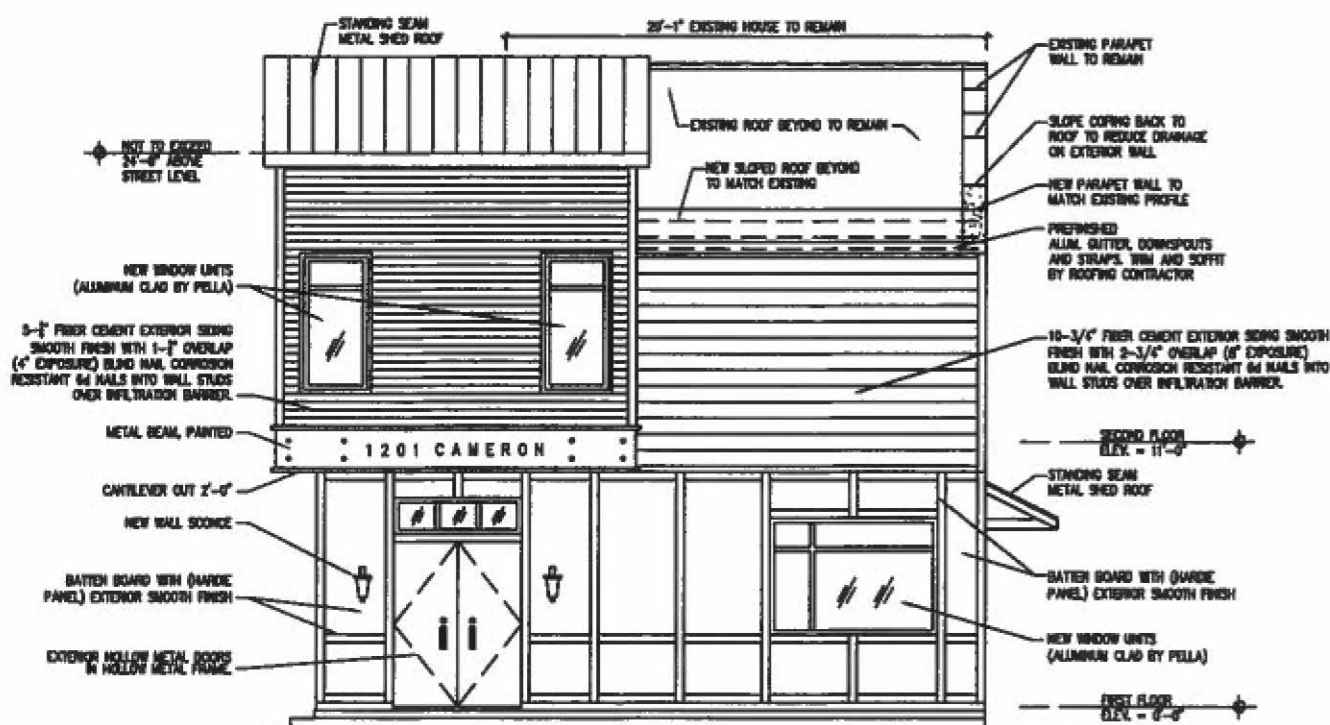 STANDING SEAM
METAL SHED ROOF
EXISTING HOUSE TO REMAIN
EXISTING PARAPET
WALL TO REMAIN
EXISTING ROOF BEYOND TO REMAIN
SLOPE COPING BACK TO
ROOF TO REDUCE DRAINAGE
ON EXTERIOR WALL
NOT TO EXCEED
ABOVE
STREET LEVEL
NEW SLOPED ROOF BEYOND
TO MATCH EXISTING
NEW PARAPET WALL TO
MATCH EXISTING PROFILE
PREFINISHED
ALUM. GUTTER, DOWNSPOUTS
AND STRAPS. TRIM AND SOFFIT
BY ROOFING CONTRACTOR
NEW WINDOW UNITS
(ALUMINUM CLAD BY PELLA)
FIBER CEMENT EXTERIOR SIDING
SMOOTH FINISH WITH OVERLAP
(4" EXPOSURE) BLIND NAIL CORROSION
RESISTANT 6d NAILS INTO WALL STUDS
OVER INFILTRATION BARRIER.
10-3/4" FIBER CEMENT EXTERIOR SIDING SMOOTH
FINISH WITH 2-3/4" OVERLAP (8" EXPOSURE)
BLIND NAIL CORROSION RESISTANT 6d NAILS INTO
WALL STUDS OVER INFILTRATION BARRIER.
METAL BEAM, PAINTED
1201 CAMERON
SECOND FLOOR
ELEV. = 11'-0"
CANTILEVER OUT 2'-0"
STANDING SEAM
METAL SHED ROOF
NEW WALL SCONCE
BATTEN BOARD WITH (HARDIE
PANEL) EXTERIOR SMOOTH FINISH
BATTEN BOARD WITH (HARDIE
PANEL) EXTERIOR SMOOTH FINISH
EXTERIOR HOLLOW METAL DOORS
IN HOLLOW METAL FRAME.
NEW WINDOW UNITS
(ALUMINUM CLAD BY PELLA)
FIRST FLOOR
ELEV. = 0'-0"